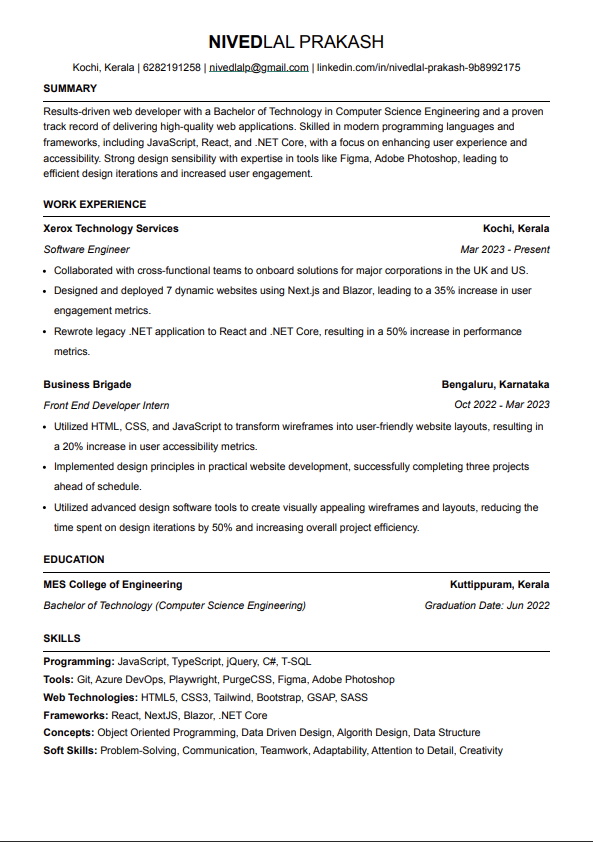 NIVEDLAL PRAKASH
Kochi, Kerala | 6282191258 | nivedlalp@gmail.com | linkedin.com/in/nivedlal-prakash-9b8992175
SUMMARY
Results-driven web developer with a Bachelor of Technology in Computer Science Engineering and a proven
track record of delivering high-quality web applications. Skilled in modern programming languages and
frameworks, including JavaScript, React, and .NET Core, with a focus on enhancing user experience and
accessibility. Strong design sensibility with expertise in tools like Figma, Adobe Photoshop, leading to
efficient design iterations and increased user engagement.
WORK EXPERIENCE
Xerox Technology Services Kochi, Kerala
Software Engineer Mar 2023 - Present
• Collaborated with cross-functional teams to onboard solutions for major corporations in the UK and US.
• Designed and deployed 7 dynamic websites using Next.js and Blazor, leading to a 35% increase in user
engagement metrics.
• Rewrote legacy .NET application to React and .NET Core, resulting in a 50% increase in performance
metrics.
Business Brigade Bengaluru, Karnataka
Front End Developer Intern Oct 2022 - Mar 2023
• Utilized HTML, CSS, and JavaScript to transform wireframes into user-friendly website layouts, resulting in
a 20% increase in user accessibility metrics.
• Implemented design principles in practical website development, successfully completing three projects
ahead of schedule.
• Utilized advanced design software tools to create visually appealing wireframes and layouts, reducing the
time spent on design iterations by 50% and increasing overall project efficiency.
EDUCATION
MES College of Engineering Kuttippuram, Kerala
Bachelor of Technology (Computer Science Engineering) Graduation Date: Jun 2022
SKILLS
Programming: JavaScript, TypeScript, jQuery, C#, T-SQL
Tools: Git, Azure DevOps, Playwright, PurgeCSS, Figma, Adobe Photoshop
Web Technologies: HTML5, CSS3, Tailwind, Bootstrap, GSAP, SASS
Frameworks: React, NextJS, Blazor, .NET Core
Concepts: Object Oriented Programming, Data Driven Design, Algorith Design, Data Structure
Soft Skills: Problem-Solving, Communication, Teamwork, Adaptability, Attention to Detail, Creativity